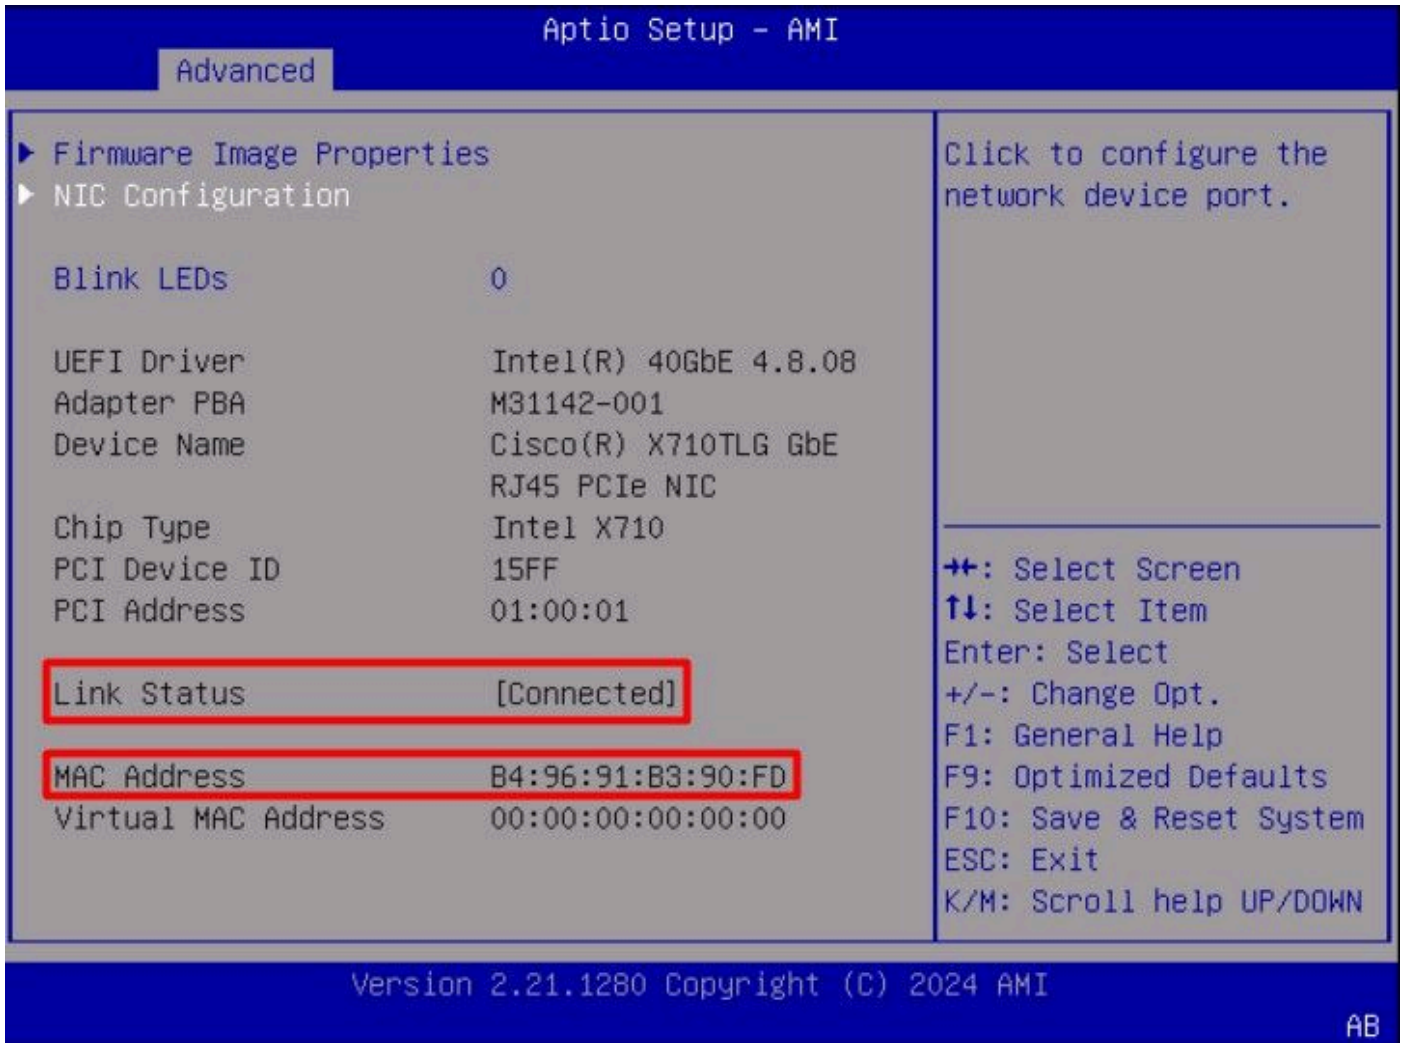 Aptio Setup – AMI
Advanced
Firmware Image Properties
NIC Configuration
Blink LEDs 0
UEFI Driver Intel(R) 40GbE 4.8.08
Adapter PBA M31142-001
Device Name Cisco(R) X710TLG GbE
RJ45 PCIe NIC
Chip Type Intel X710
PCI Device ID 15FF
PCI Address 01:00:01
Link Status [Connected]
MAC Address B4:96:91:B3:90:FD
Virtual MAC Address 00:00:00:00:00:00
Click to configure the
network device port.
→←: Select Screen
↑↓: Select Item
Enter: Select
+/-: Change Opt.
F1: General Help
F9: Optimized Defaults
F10: Save & Reset System
ESC: Exit
K/M: Scroll help UP/DOWN
Version 2.21.1280 Copyright (C) 2024 AMI
AB